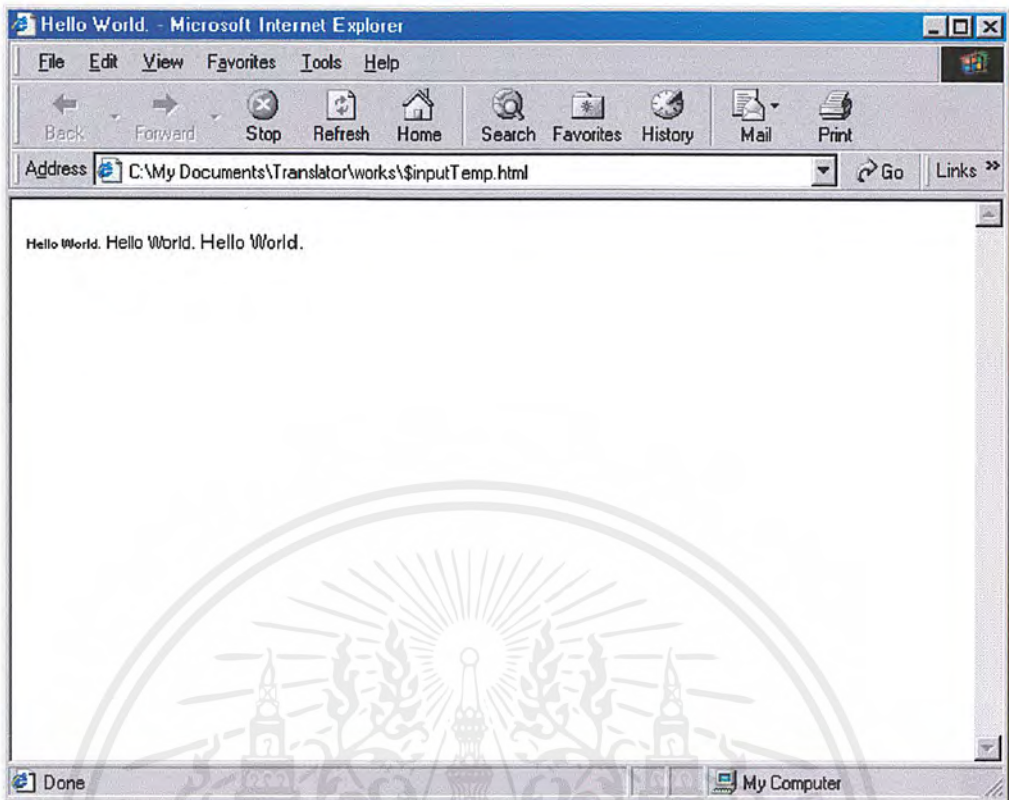 Hello World. - Microsoft Internet Explorer
File Edit View Favorites Tools Help
Back Forward Stop Refresh Home Search Favorites History Mail Print
Address C:\My Documents\Translator\works\$inputTemp.html Go Links »
Hello World. Hello World. Hello World.
Done My Computer